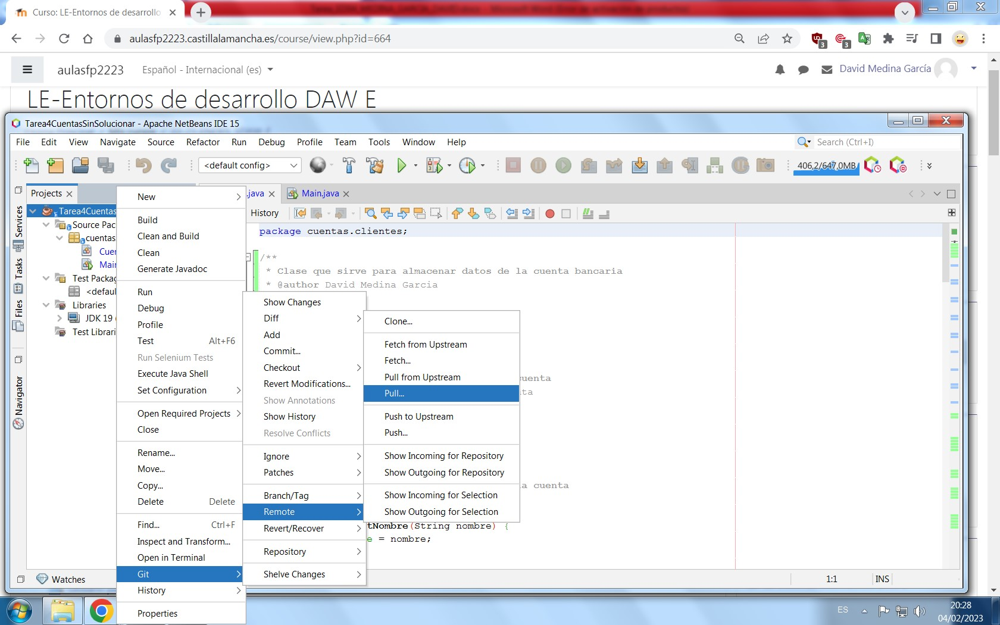 Curso: LE-Entornos de desarrollo
aulasfp2223.castillalamancha.es/course/view.php?id=664
3
3
aulasfp2223
Español - Internacional (es)
David Medina García
LE-Entornos de desarrollo DAW E
Tarea4CuentasSinSolucionar - Apache NetBeans IDE 15
File Edit View Navigate Source Refactor Run Debug Profile Team Tools Window Help
Search (Ctrl+I)
<default config>
406,2/647,0MB
Projects
.java
Main.java
History
Services
Tasks
Files
Navigator
Tarea4Cuentas
Source Pac
cuentas
Cuer
Mair
Test Packag
<defaul
Libraries
JDK 19
Test Librari
New
Build
Clean and Build
Clean
Generate Javadoc
Run
Debug
Profile
Test Alt+F6
Run Selenium Tests
Execute Java Shell
Set Configuration
Open Required Projects
Close
Rename...
Move...
Copy...
Delete Delete
Find... Ctrl+F
Inspect and Transform...
Open in Terminal
Git
History
Properties
Show Changes
Diff
Add
Commit...
Checkout
Revert Modifications...
Show Annotations
Show History
Resolve Conflicts
Ignore
Patches
Branch/Tag
Remote
Revert/Recover
Repository
Shelve Changes
Clone...
Fetch from Upstream
Fetch...
Pull from Upstream
Pull...
Push to Upstream
Push...
Show Incoming for Repository
Show Outgoing for Repository
Show Incoming for Selection
Show Outgoing for Selection
package cuentas.clientes;
/**
* Clase que sirve para almacenar datos de la cuenta bancaria
* @author David Medina Garcia
cuenta
ta
a cuenta
tNombre(String nombre) {
e = nombre;
Watches
1:1
INS
ES
20:28
04/02/2023